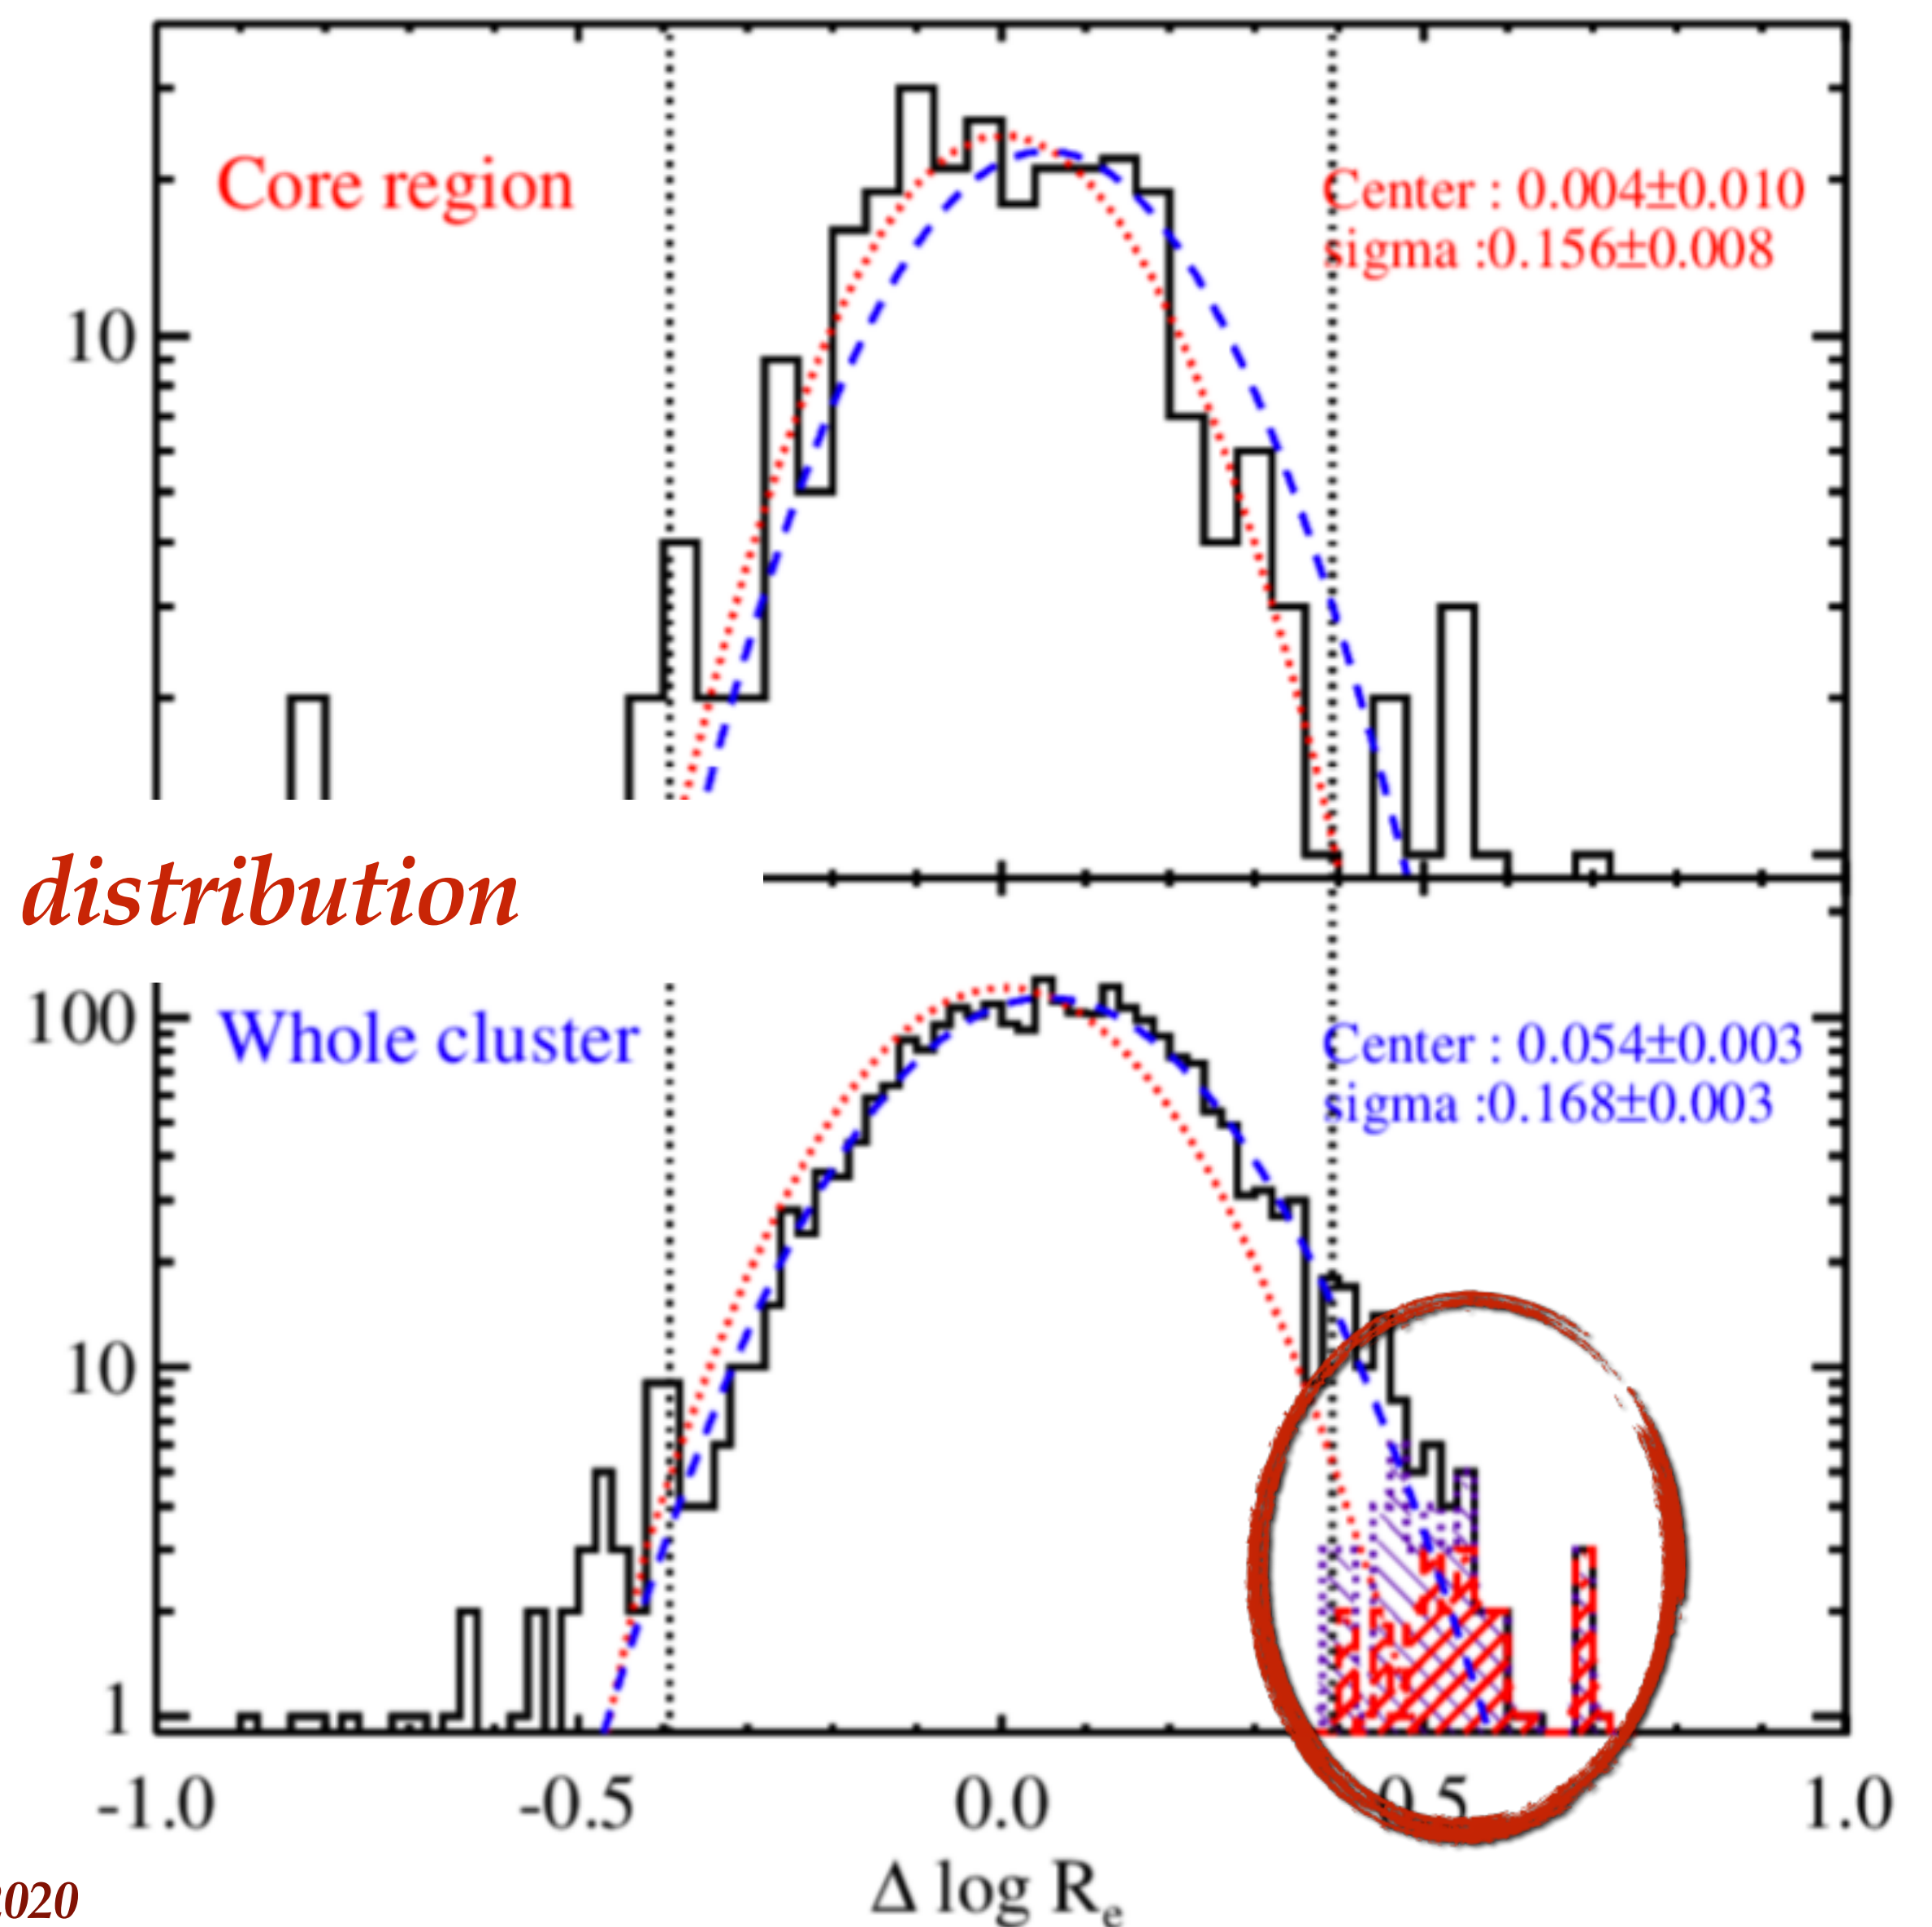 Core region
Center : 0.004±0.010
sigma :0.156±0.008
10
distribution
100
Whole cluster
Center : 0.054±0.003
sigma :0.168±0.003
10
1
-1.0 -0.5 0.0 0.5 1.0
Δ log Re
2020